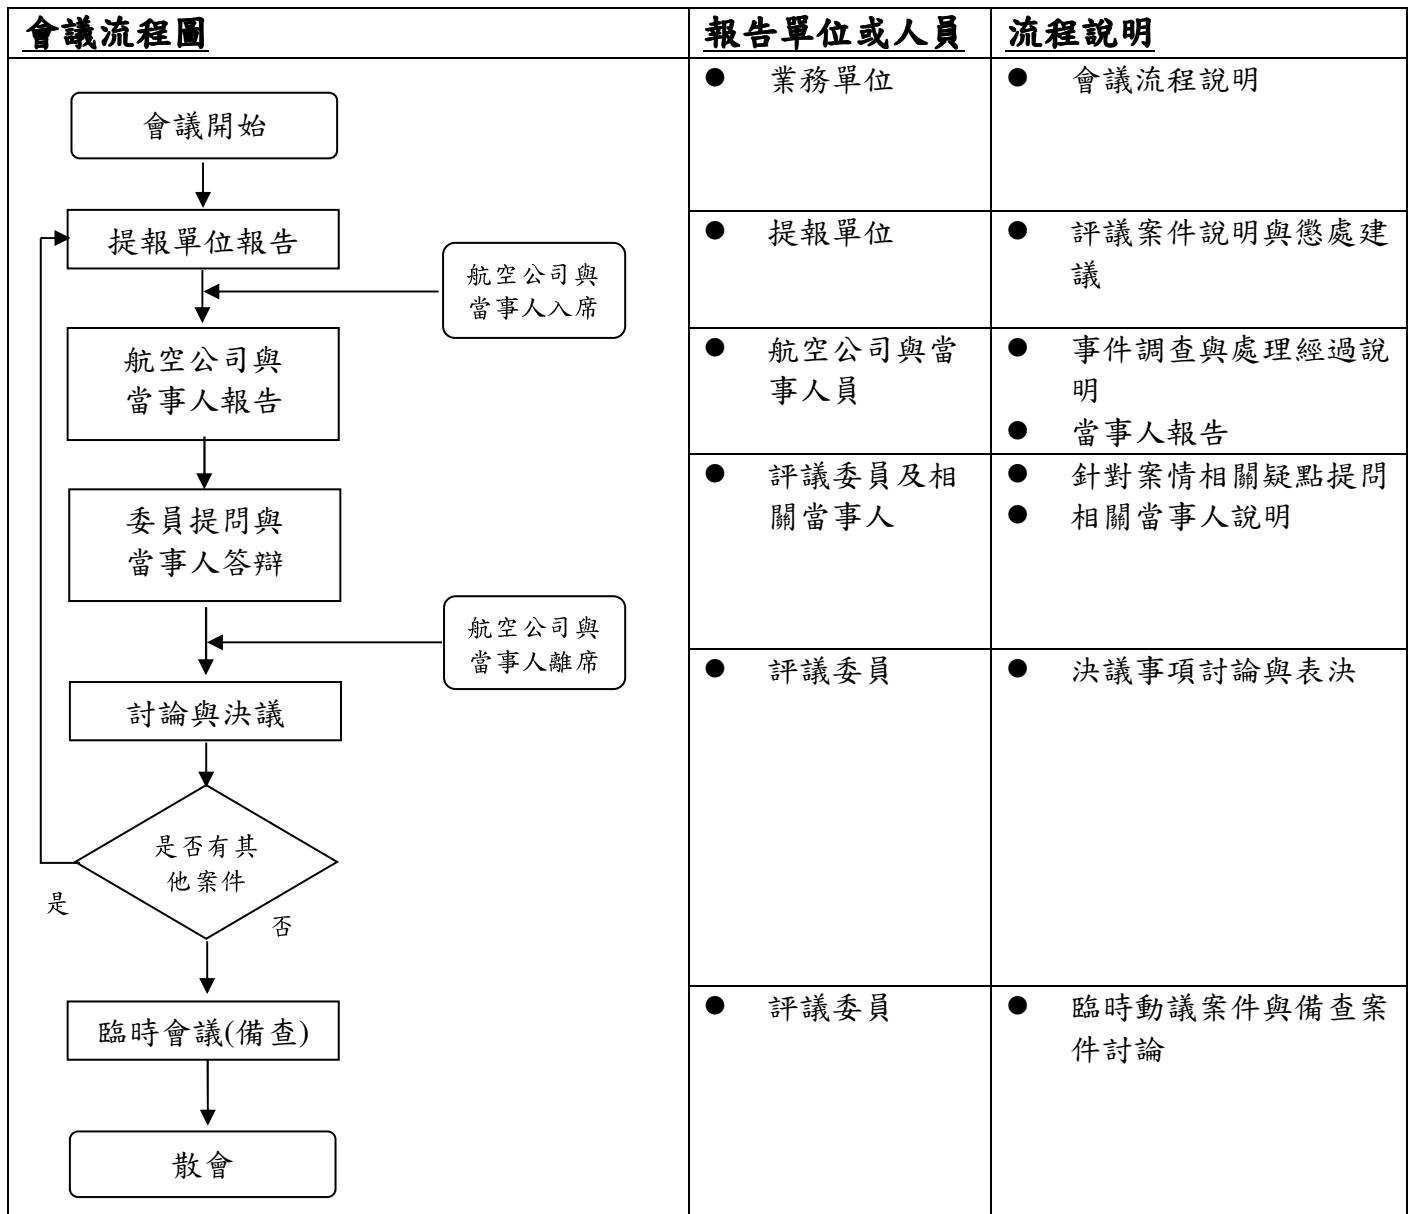 會議流程圖
報告單位或人員
流程說明
會議開始
● 業務單位
● 會議流程說明
提報單位報告
● 提報單位
● 評議案件說明與懲處建
議
航空公司與
當事人入席
航空公司與
當事人報告
● 航空公司與當
事人員
● 事件調查與處理經過說
明
● 當事人報告
委員提問與
當事人答辯
● 評議委員及相
關當事人
● 針對案情相關疑點提問
● 相關當事人說明
航空公司與
當事人離席
討論與決議
● 評議委員
● 決議事項討論與表決
是否有其
他案件
是
否
臨時會議(備查)
● 評議委員
● 臨時動議案件與備查案
件討論
散會